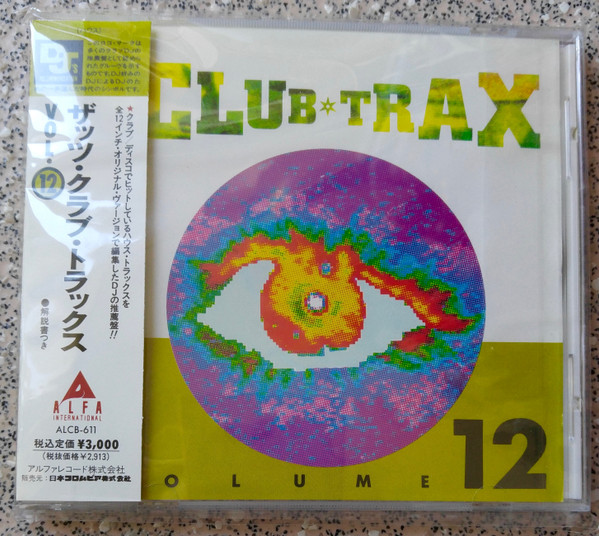 CLUB★TRAX
ザッツ・クラブ・トラックス
VOL.⑫
★クラブ/ディスコでヒットしているハウス・トラックスを
全12インチ・オリジナル・ヴァージョンで編集したDJの推薦盤!!
●解説書つき
ALFA
INTERNATIONAL
ALCB-611
税込定価¥3,000
(税抜価格¥2,913)
アルファレコード株式会社
販売元:日本コロムビア株式会社
OLUME
12